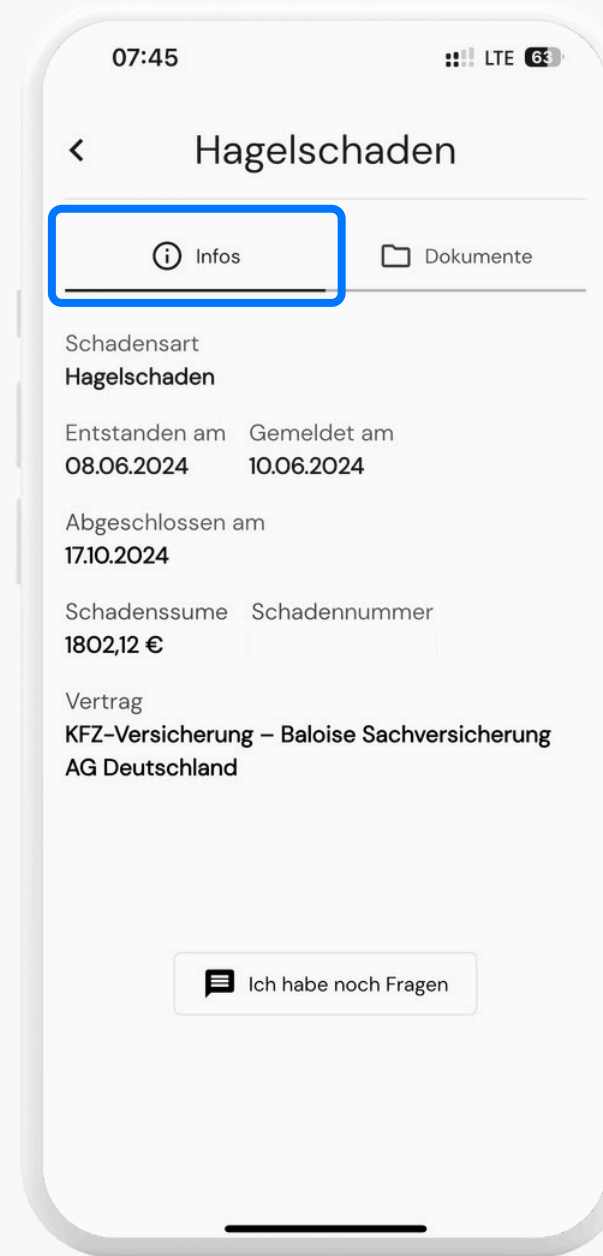 07:45 LTE 63
Hagelschaden
Infos Dokumente
Schadensart
Hagelschaden
Entstanden am Gemeldet am
08.06.2024 10.06.2024
Abgeschlossen am
17.10.2024
Schadenssume Schadennummer
1802,12 €
Vertrag
KFZ-Versicherung – Baloise Sachversicherung
AG Deutschland
Ich habe noch Fragen